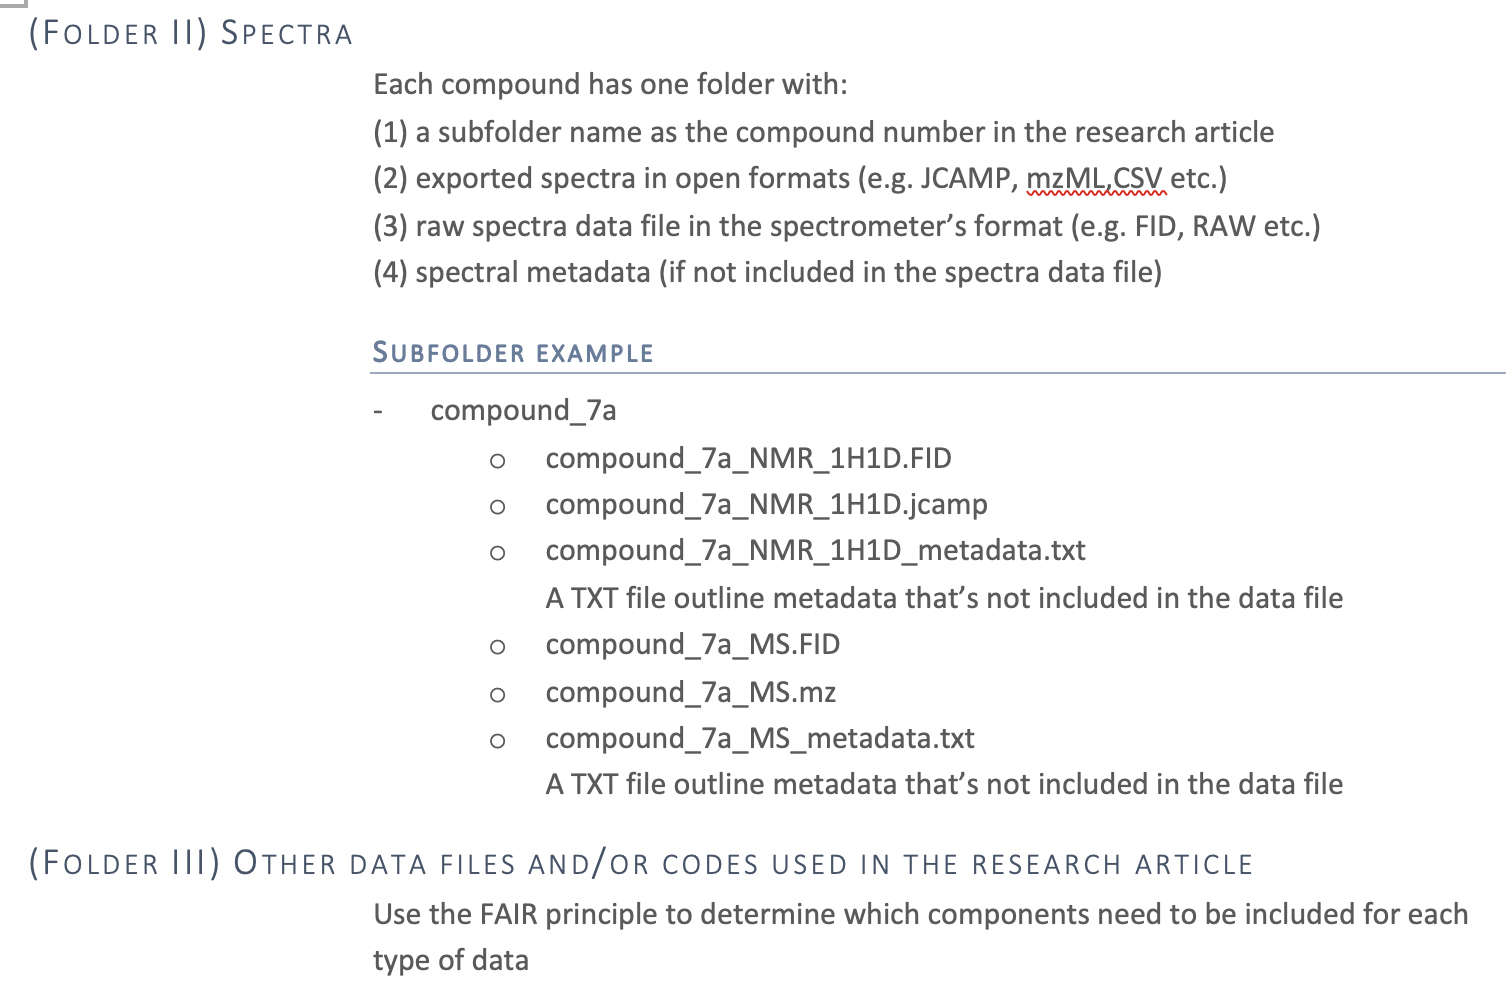 (Folder II) Spectra
Each compound has one folder with:
(1) a subfolder name as the compound number in the research article
(2) exported spectra in open formats (e.g. JCAMP, mzML,CSV etc.)
(3) raw spectra data file in the spectrometer’s format (e.g. FID, RAW etc.)
(4) spectral metadata (if not included in the spectra data file)
Subfolder example
- compound_7a
o compound_7a_NMR_1H1D.FID
o compound_7a_NMR_1H1D.jcamp
o compound_7a_NMR_1H1D_metadata.txt
A TXT file outline metadata that’s not included in the data file
o compound_7a_MS.FID
o compound_7a_MS.mz
o compound_7a_MS_metadata.txt
A TXT file outline metadata that’s not included in the data file
(Folder III) Other data files and/or codes used in the research article
Use the FAIR principle to determine which components need to be included for each
type of data